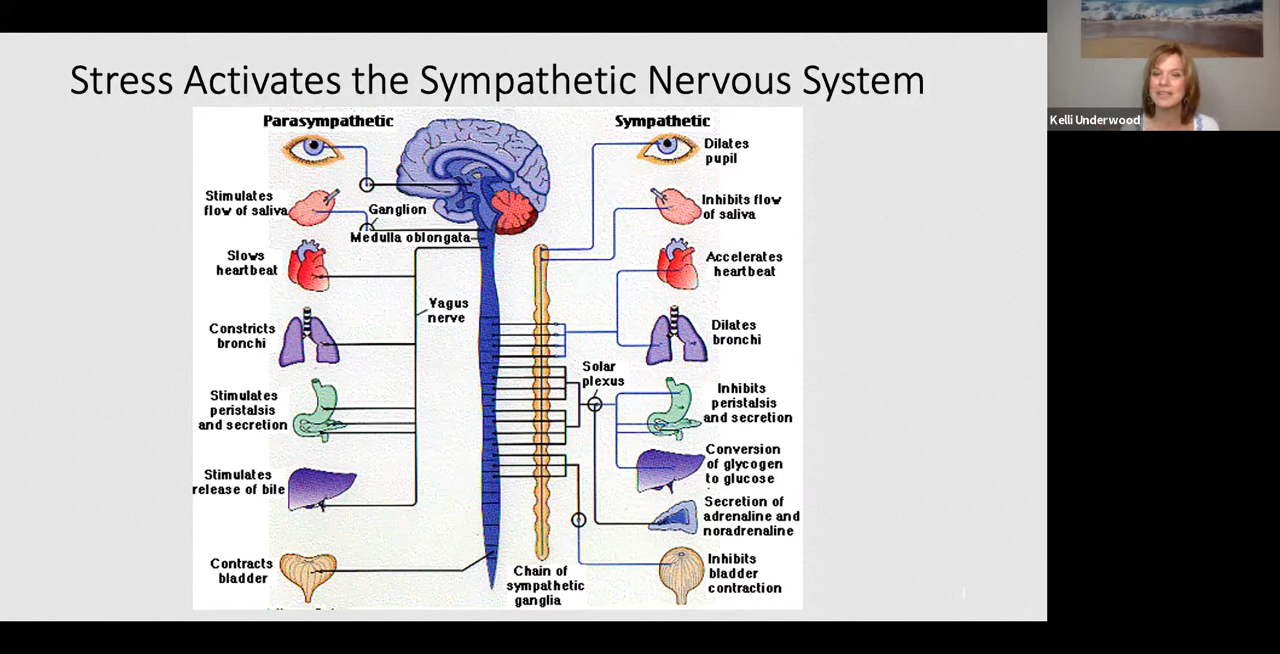 Stress Activates the Sympathetic Nervous System
Kelli Underwood
Parasympathetic
Sympathetic
Dilates
pupil
Stimulates
flow of saliva
Ganglion
Medulla oblongata
Inhibits flow
of saliva
Slows
heartbeat
Accelerates
heartbeat
Vagus
nerve
Constricts
bronchi
Dilates
bronchi
Solar
plexus
Stimulates
peristalsis
and secretion
Inhibits
peristalsis
and secretion
Stimulates
release of bile
Conversion
of glycogen
to glucose
Secretion of
adrenaline and
noradrenaline
Contracts
bladder
Chain of
sympathetic
ganglia
Inhibits
bladder
contraction